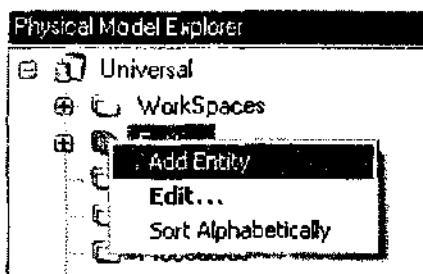 Physical Model Explorer
Universal
WorkSpaces
Add Entity
Edit...
Sort Alphabetically